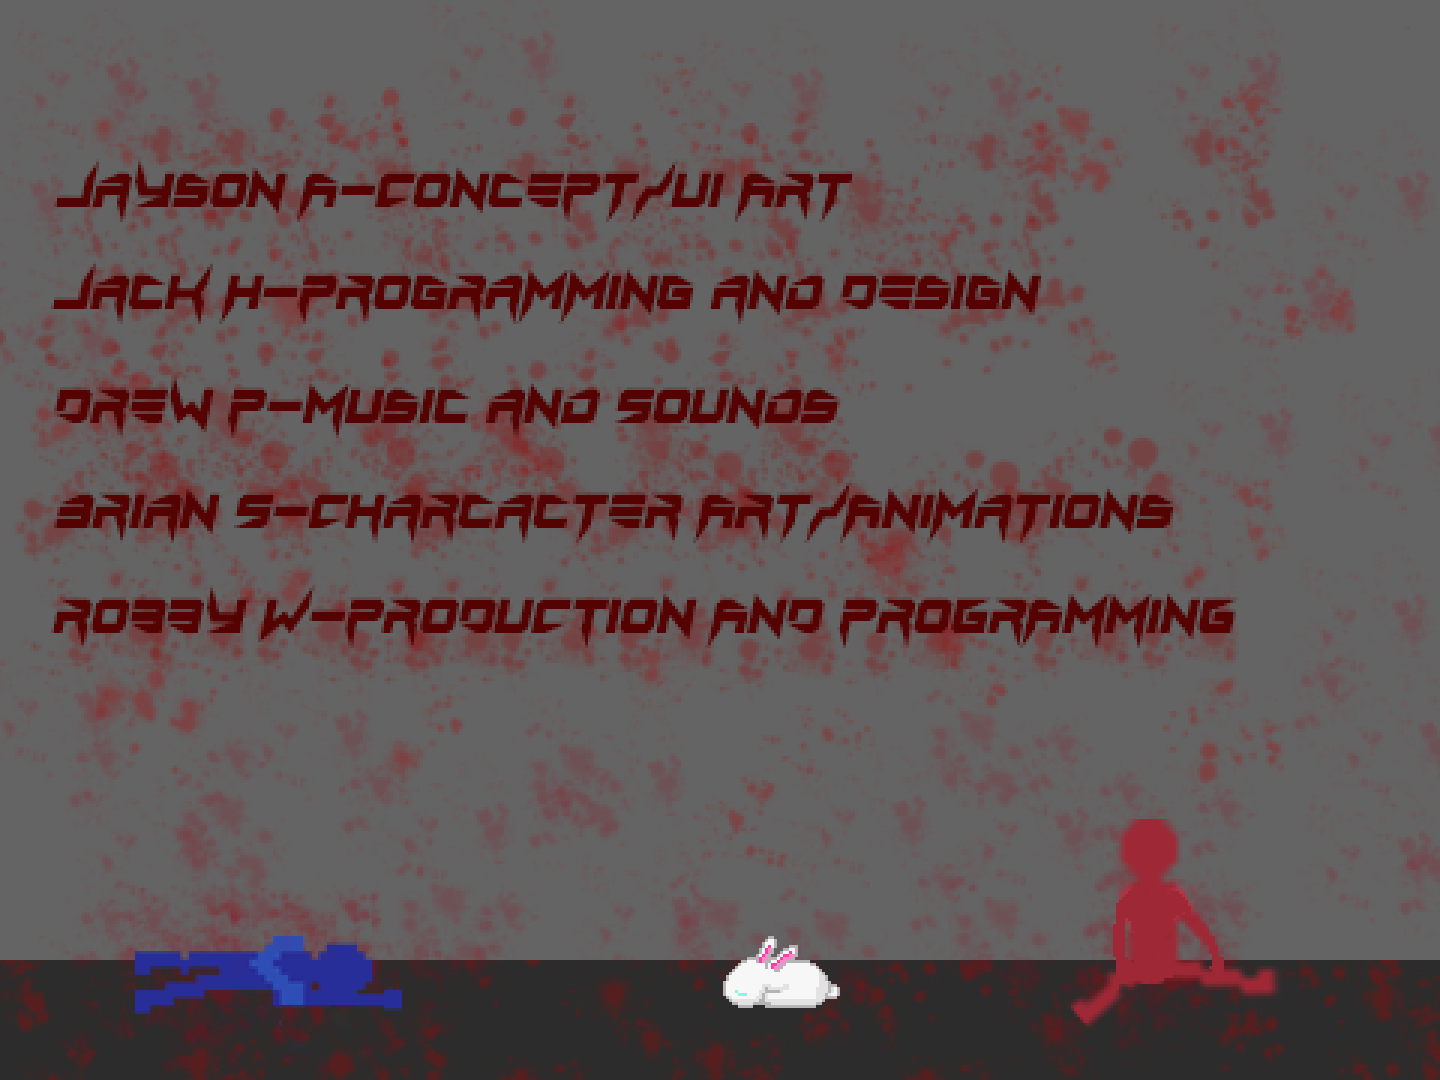 JAYSON A-CONCEPT/UI ART
JACK H-PROGRAMMING AND DESIGN
DREW P-MUSIC AND SOUNDS
BRIAN S-CHARCACTER ART/ANIMATIONS
ROBBY W-PRODUCTION AND PROGRAMMING